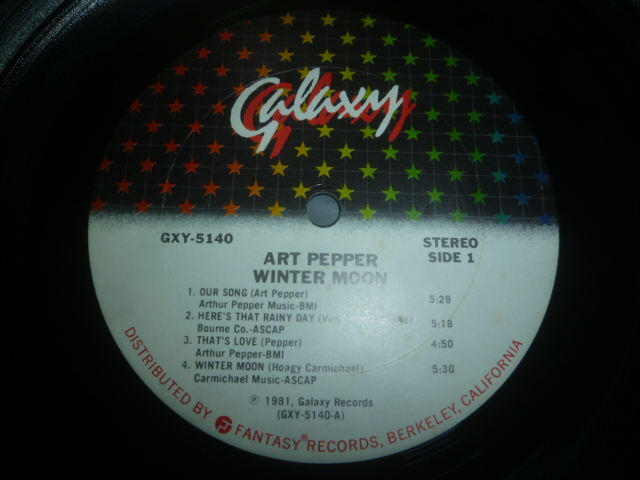 Galaxy
GXY-5140
STEREO
SIDE 1
ART PEPPER
WINTER MOON
1. OUR SONG (Art Pepper) 5:29
Arthur Pepper Music-BMI
2. HERE'S THAT RAINY DAY 5:18
Bourne Co.-ASCAP
3. THAT'S LOVE (Pepper) 4:50
Arthur Pepper-BMI
4. WINTER MOON (Hoagy Carmichael) 5:30
Carmichael Music-ASCAP
℗ 1981, Galaxy Records
(GXY-5140-A)
DISTRIBUTED BY FANTASY® RECORDS, BERKELEY, CALIFORNIA